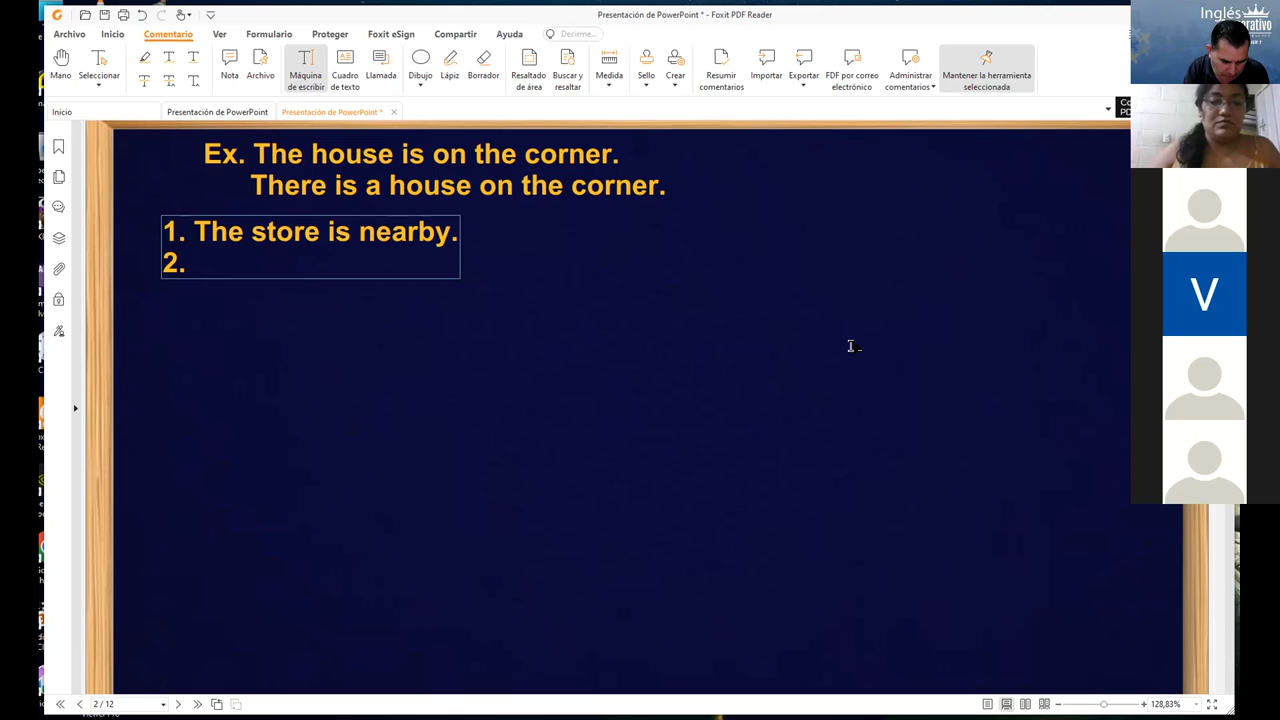 Presentación de PowerPoint * - Foxit PDF Reader
Archivo Inicio Comentario Ver Formulario Proteger Foxit eSign Compartir Ayuda Decirme...
Mano Seleccionar Nota Archivo Máquina de escribir Cuadro de texto Llamada Dibujo Lápiz Borrador Resaltado de área Buscar y resaltar Medida Sello Crear Resumir comentarios Importar Exportar FDF por correo electrónico Administrar comentarios Mantener la herramienta seleccionada
Inicio Presentación de PowerPoint Presentación de PowerPoint *
Ex. The house is on the corner.
There is a house on the corner.
1. The store is nearby.
2.
2 / 12
128,83%
Inglés
V